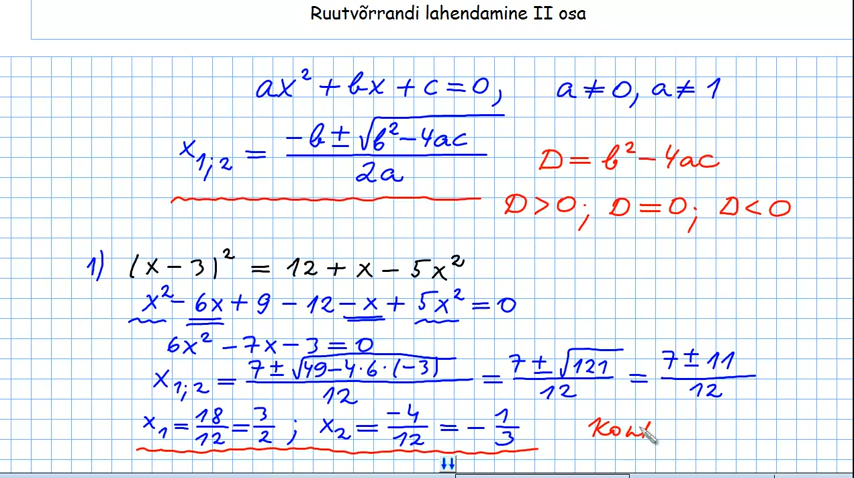 Ruutvõrrandi lahendamine II osa
ax² + bx + c = 0, a ≠ 0, a ≠ 1
x₁;₂ = (-b ± √(b² - 4ac)) / 2a
D = b² - 4ac
D > 0; D = 0; D < 0
1) (x - 3)² = 12 + x - 5x²
x² - 6x + 9 - 12 - x + 5x² = 0
6x² - 7x - 3 = 0
x₁;₂ = (7 ± √(49 - 4·6·(-3))) / 12 = (7 ± √121) / 12 = (7 ± 11) / 12
x₁ = 18/12 = 3/2 ; x₂ = -4/12 = - 1/3